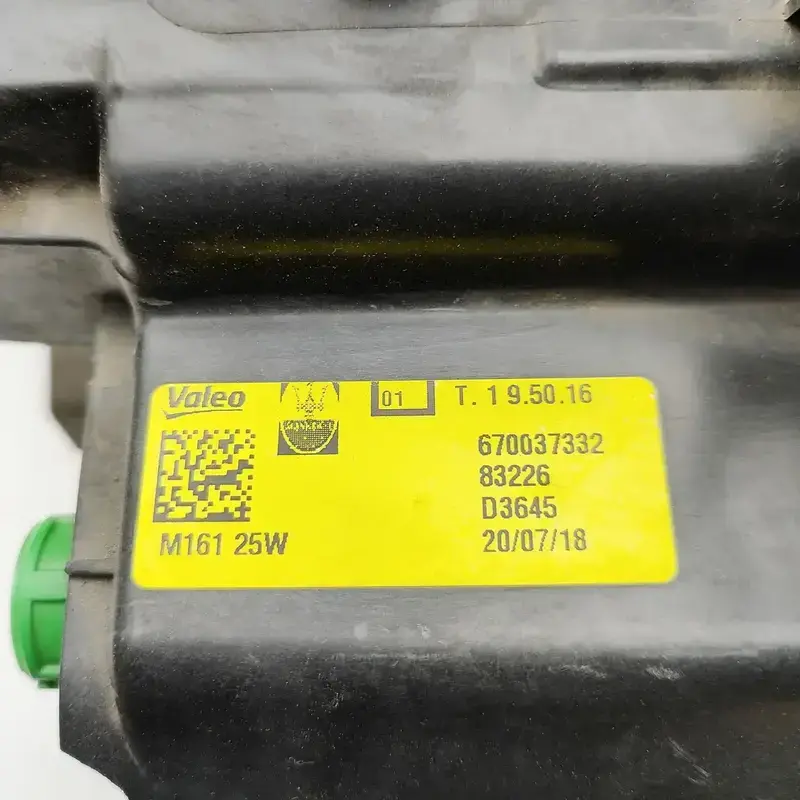 Valeo
01
T. 1 9.50.16
670037332
83226
D3645
M161 25W
20/07/18